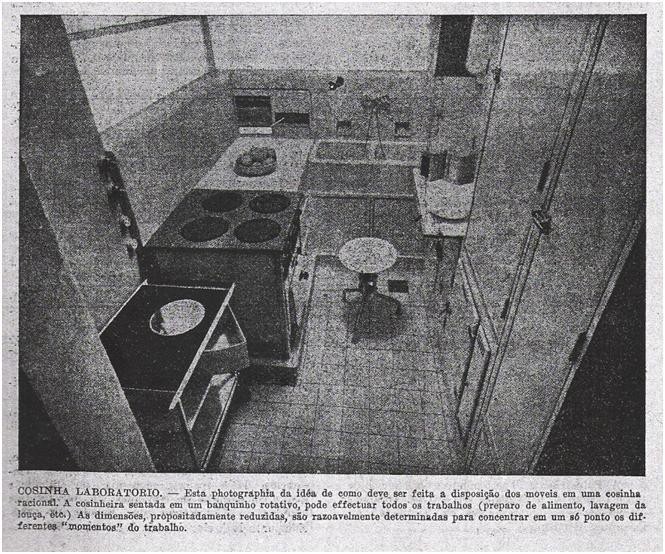 COSINHA LABORATORIO. — Esta photographia da idéa de como deve ser feita a disposição dos moveis em uma cosinha
racional. A cosinheira sentada em um banquinho rotativo, pode effectuar todos os trabalhos (preparo de alimento, lavagem da
louça, etc.) As dimensões, propositadamente reduzidas, são razoavelmente determinadas para concentrar em um só ponto os dif-
ferentes "momentos" do trabalho.